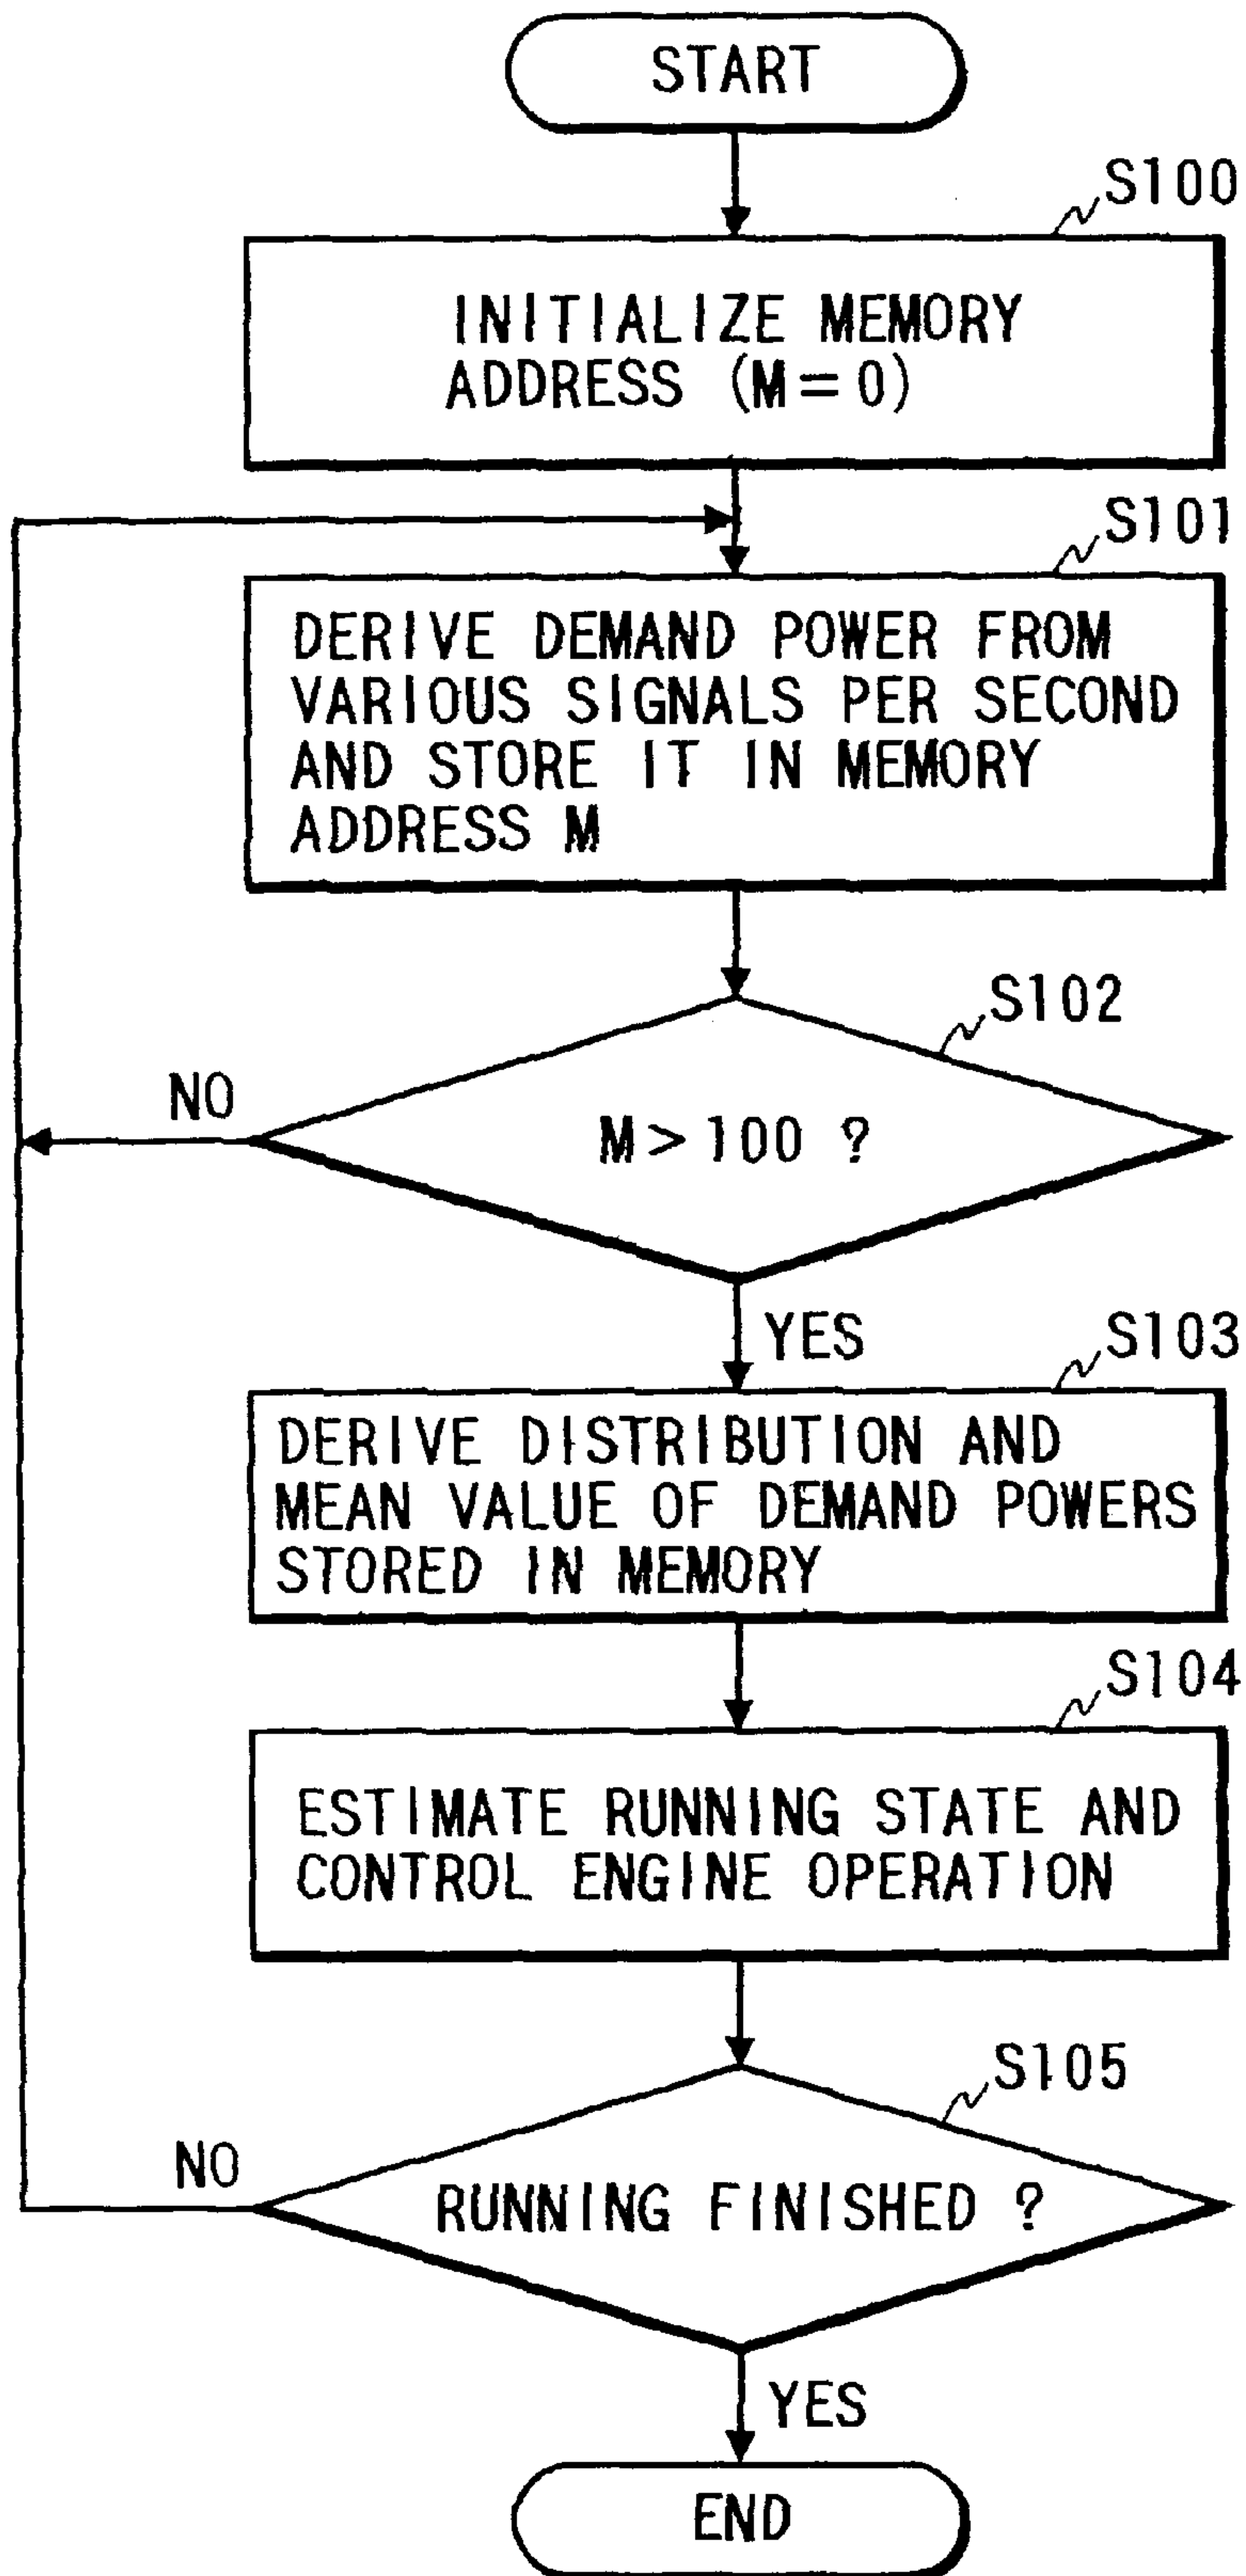 START
S100
INITIALIZE MEMORY
ADDRESS (M=0)
S101
DERIVE DEMAND POWER FROM
VARIOUS SIGNALS PER SECOND
AND STORE IT IN MEMORY
ADDRESS M
S102
NO
M>100 ?
YES
S103
DERIVE DISTRIBUTION AND
MEAN VALUE OF DEMAND POWERS
STORED IN MEMORY
S104
ESTIMATE RUNNING STATE AND
CONTROL ENGINE OPERATION
S105
NO
RUNNING FINISHED ?
YES
END